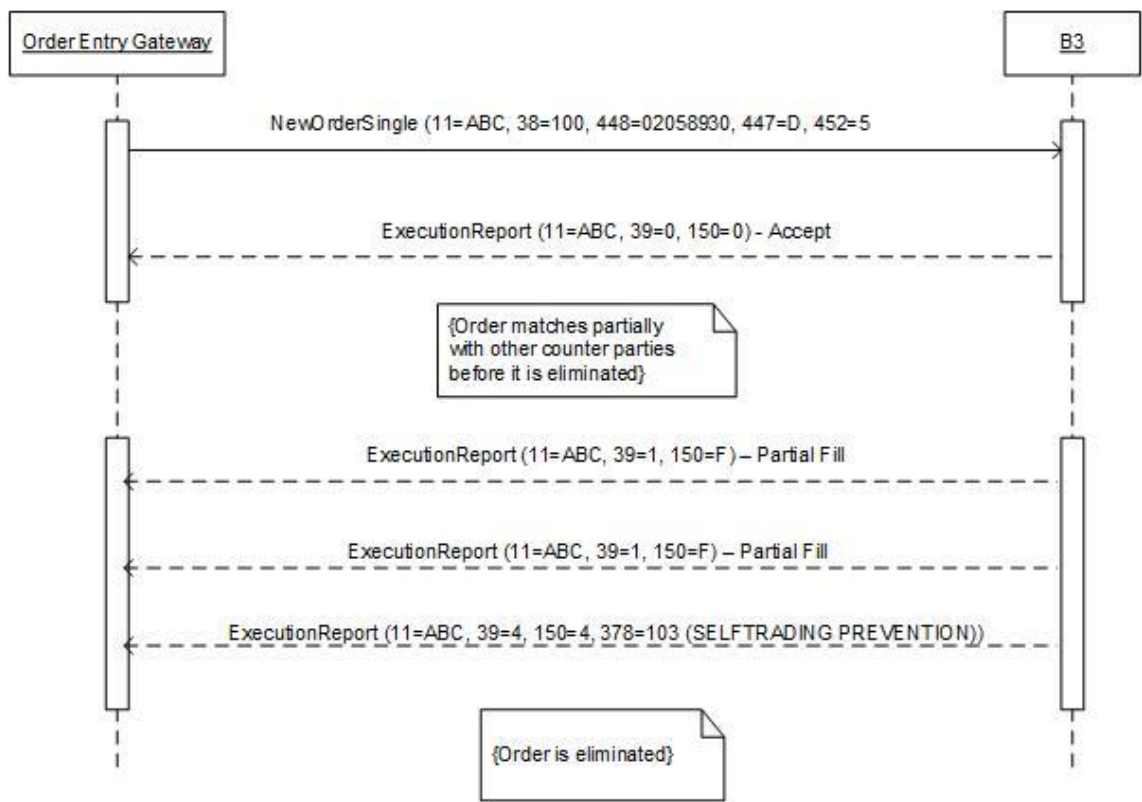 Order Entry Gateway
B3
NewOrderSingle (11=ABC, 38=100, 448=02058930, 447=D, 452=5
ExecutionReport (11=ABC, 39=0, 150=0) - Accept
{Order matches partially
with other counter parties
before it is eliminated}
ExecutionReport (11=ABC, 39=1, 150=F) – Partial Fill
ExecutionReport (11=ABC, 39=1, 150=F) – Partial Fill
ExecutionReport (11=ABC, 39=4, 150=4, 378=103 (SELFTRADING PREVENTION))
{Order is eliminated}